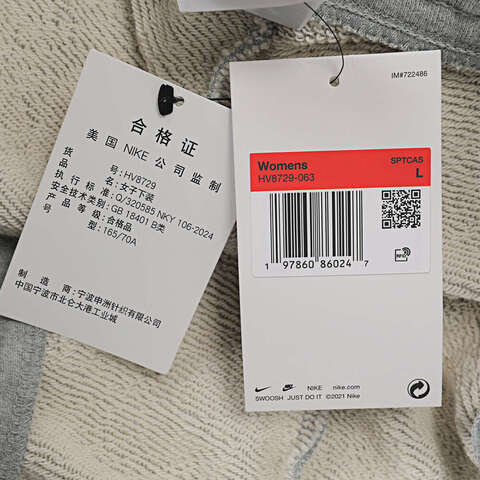 合格证
美国 NIKE 公司监制
货号: HV8729
品名: 女子下装
执行标准: Q/320585 NKY 106-2024
安全技术类别: GB 18401 B类
产品等级: 合格品
型: 165/70A
制造商: 宁波申洲针织有限公司
中国宁波市北仑大港工业城
IM#722486
Womens SPTCAS
HV8729-063 L
1 97860 86024 7
RFID
NIKE nike.com
SWOOSH JUST DO IT ©2021 Nike